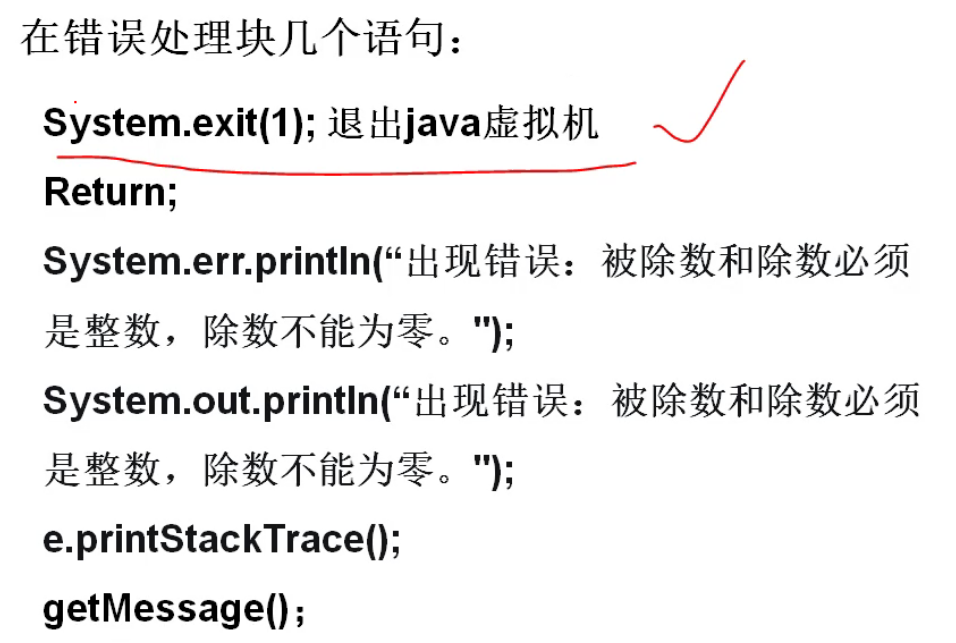 在错误处理块几个语句：
System.exit(1); 退出java虚拟机
Return;
System.err.println(“出现错误：被除数和除数必须
是整数，除数不能为零。");
System.out.println(“出现错误：被除数和除数必须
是整数，除数不能为零。");
e.printStackTrace();
getMessage()；